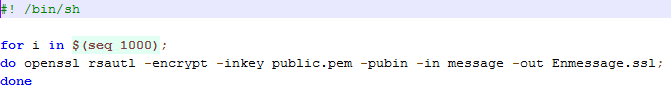 #! /bin/sh
for i in $(seq 1000);
do openssl rsautl -encrypt -inkey public.pem -pubin -in message -out Enmessage.ssl;
done